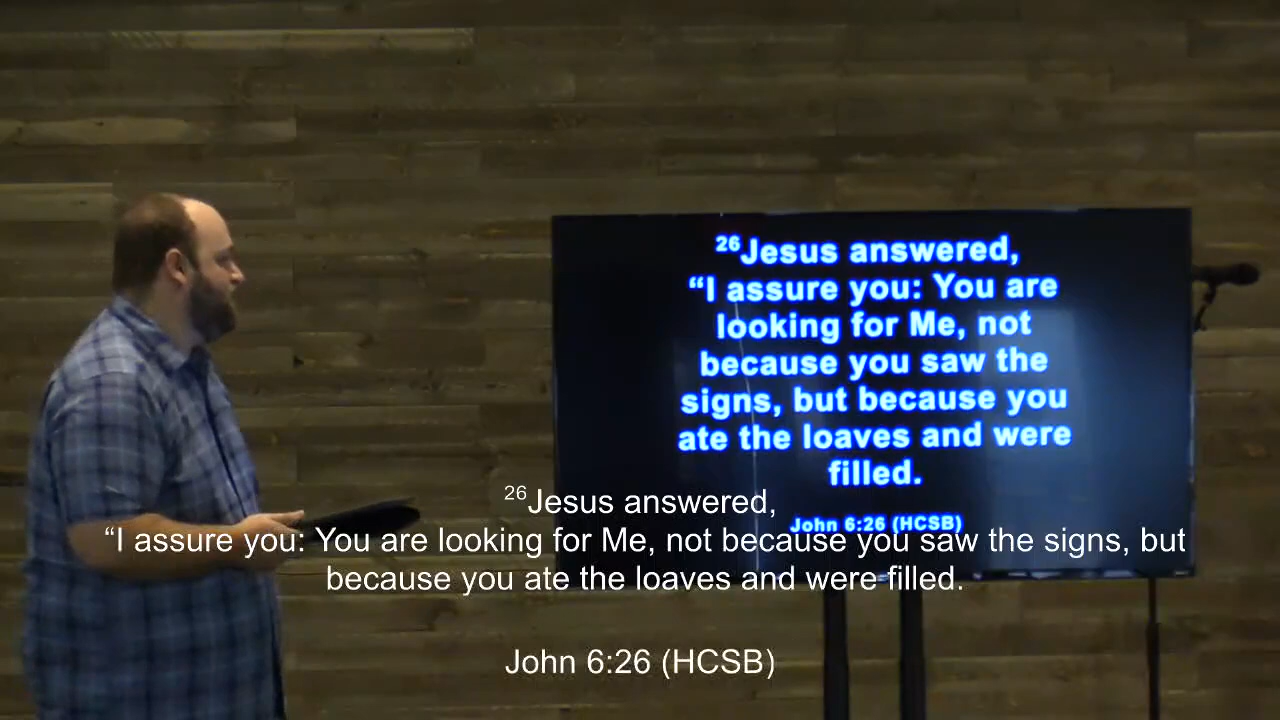 ²⁶Jesus answered,
“I assure you: You are
looking for Me, not
because you saw the
signs, but because you
ate the loaves and were
filled.
John 6:26 (HCSB)
²⁶Jesus answered,
“I assure you: You are looking for Me, not because you saw the signs, but
because you ate the loaves and were filled.
John 6:26 (HCSB)